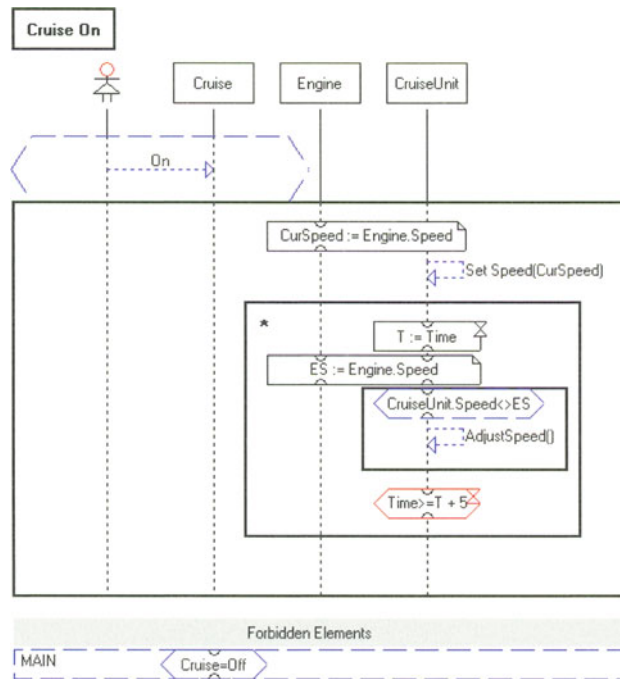 Cruise On
Cruise
Engine
CruiseUnit
On
CurSpeed := Engine.Speed
Set Speed(CurSpeed)
*
T := Time
ES := Engine.Speed
CruiseUnit.Speed<>ES
AdjustSpeed()
Time>=T + 5
Forbidden Elements
MAIN
Cruise=Off